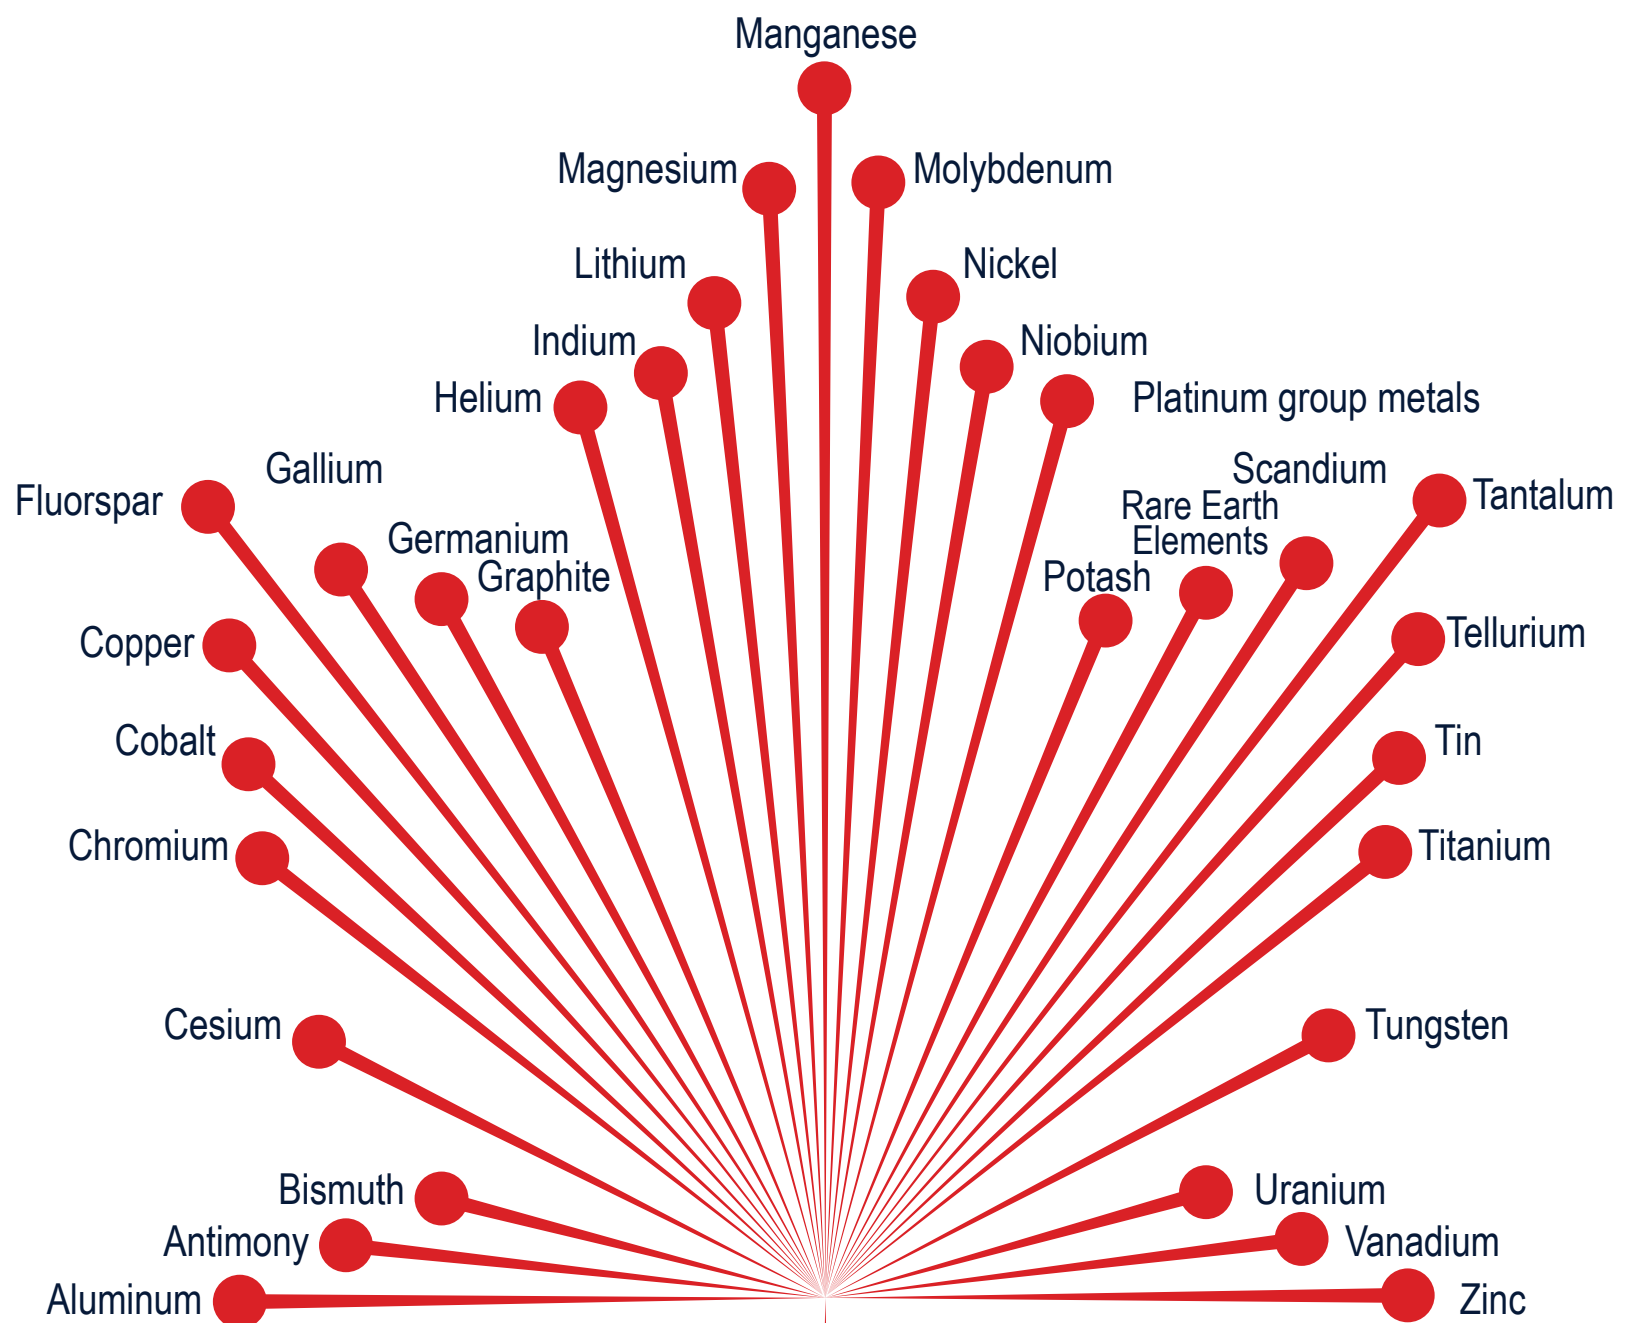 Manganese
Magnesium
Molybdenum
Lithium
Nickel
Indium
Niobium
Helium
Platinum group metals
Gallium
Scandium
Fluorspar
Tantalum
Rare Earth
Elements
Germanium
Graphite
Potash
Copper
Tellurium
Cobalt
Tin
Chromium
Titanium
Cesium
Tungsten
Bismuth
Uranium
Antimony
Vanadium
Aluminum
Zinc